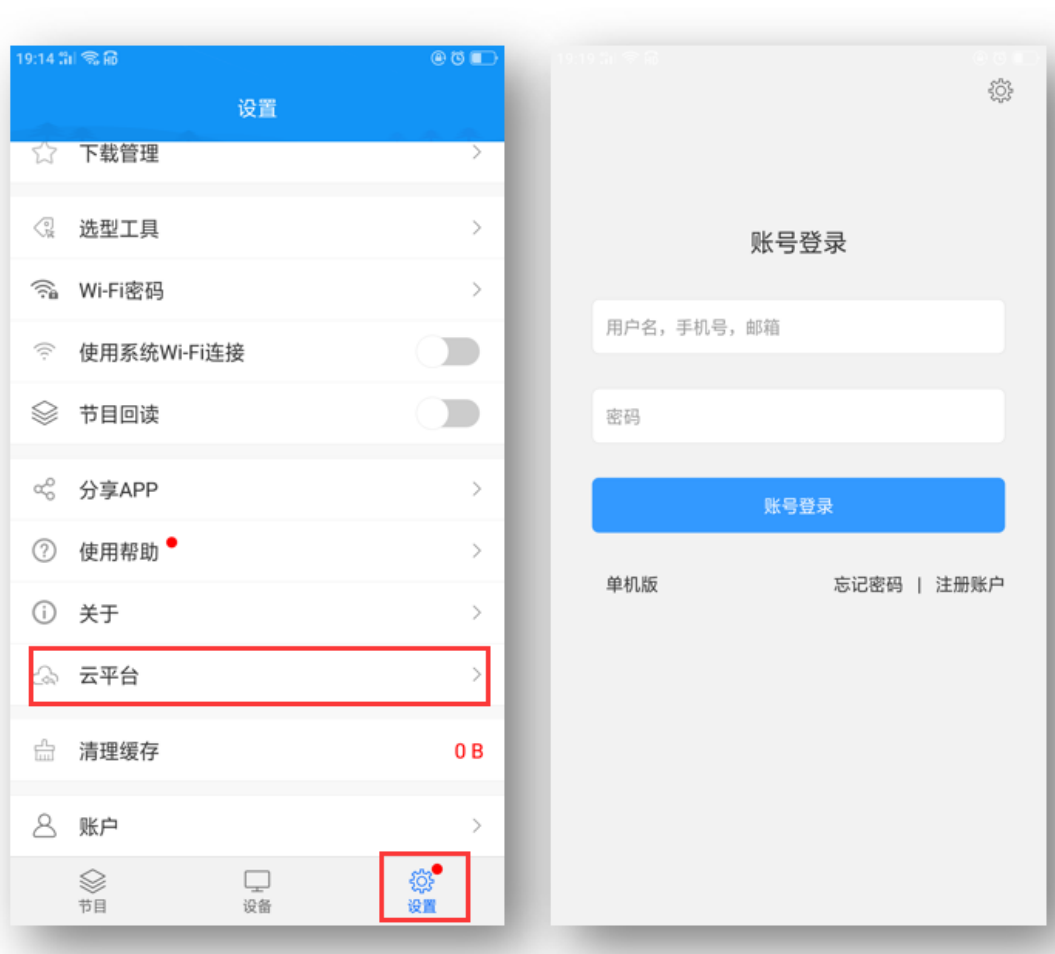 19:14
设置
下载管理
选型工具
Wi-Fi密码
使用系统Wi-Fi连接
节目回读
分享APP
使用帮助
关于
云平台
清理缓存 0 B
账户
节目 设备 设置
19:19
账号登录
用户名，手机号，邮箱
密码
账号登录
单机版 忘记密码 | 注册账户